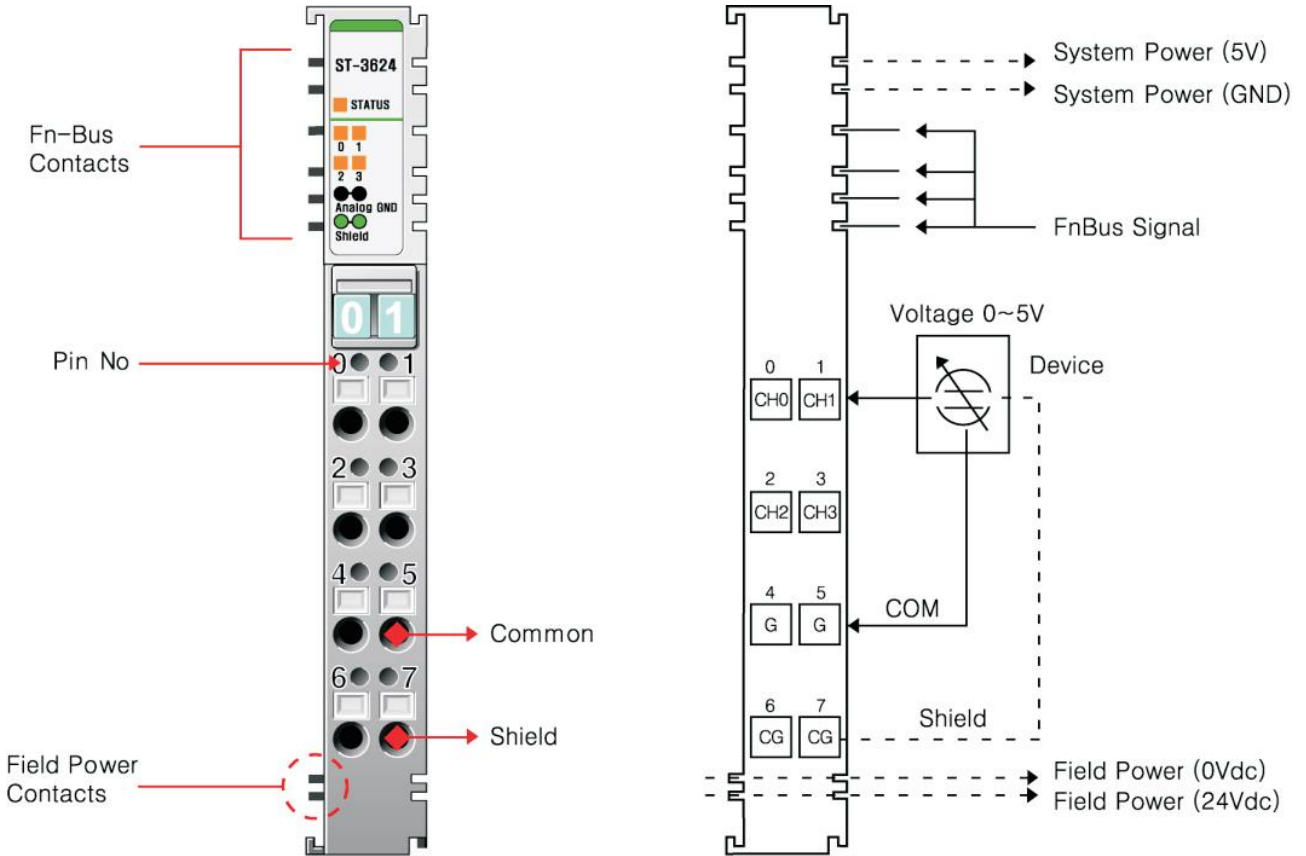 ST-3624
STATUS
0 1
2 3
Analog GND
Shield
Fn-Bus
Contacts
01
Pin No
0 1
2 3
4 5
Common
6 7
Shield
Field Power
Contacts
System Power (5V)
System Power (GND)
FnBus Signal
Voltage 0~5V
Device
0 1
CH0 CH1
2 3
CH2 CH3
4 5
G G
COM
6 7
CG CG
Shield
Field Power (0Vdc)
Field Power (24Vdc)